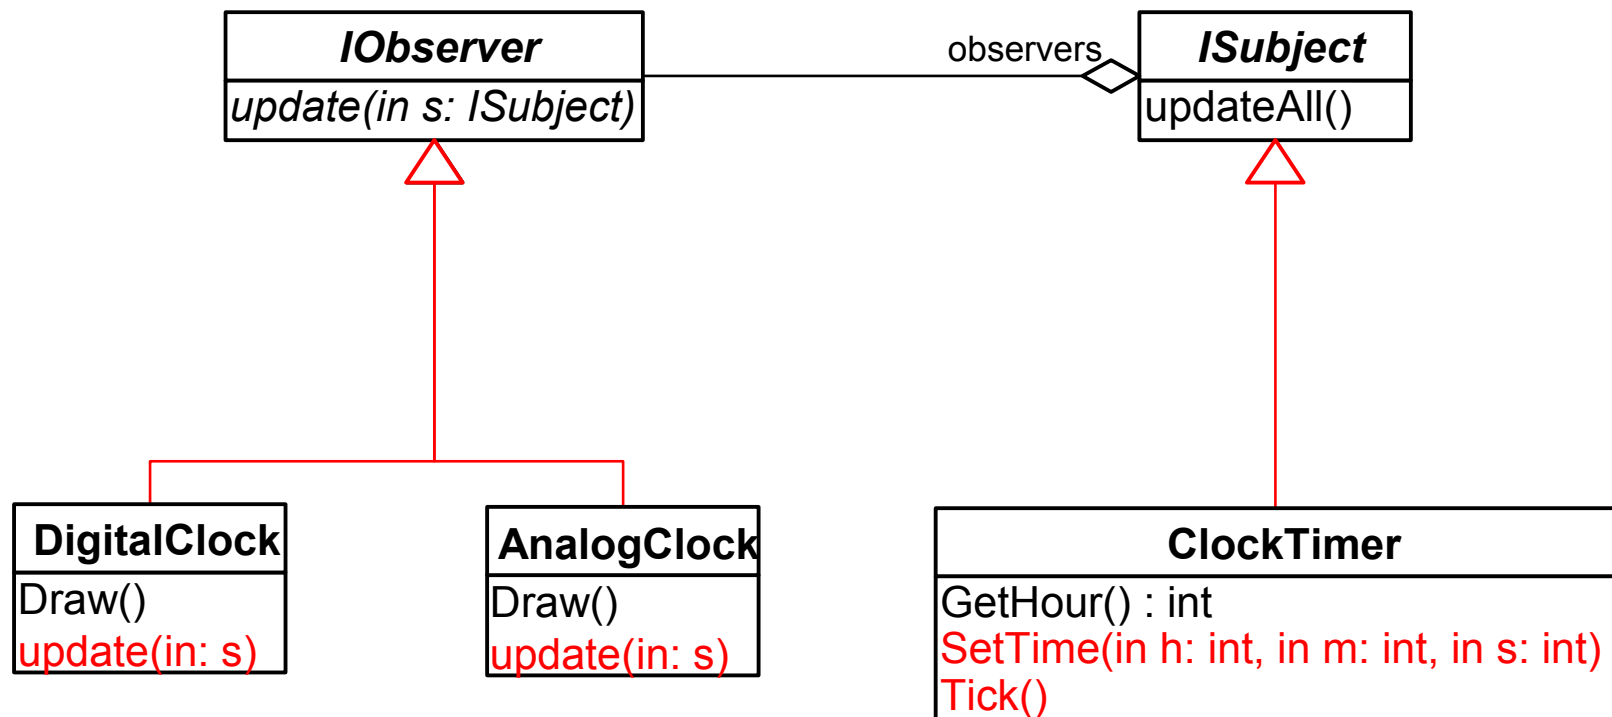 IObserver
update(in s: ISubject)
observers
ISubject
updateAll()
DigitalClock
Draw()
update(in: s)
AnalogClock
Draw()
update(in: s)
ClockTimer
GetHour() : int
SetTime(in h: int, in m: int, in s: int)
Tick()